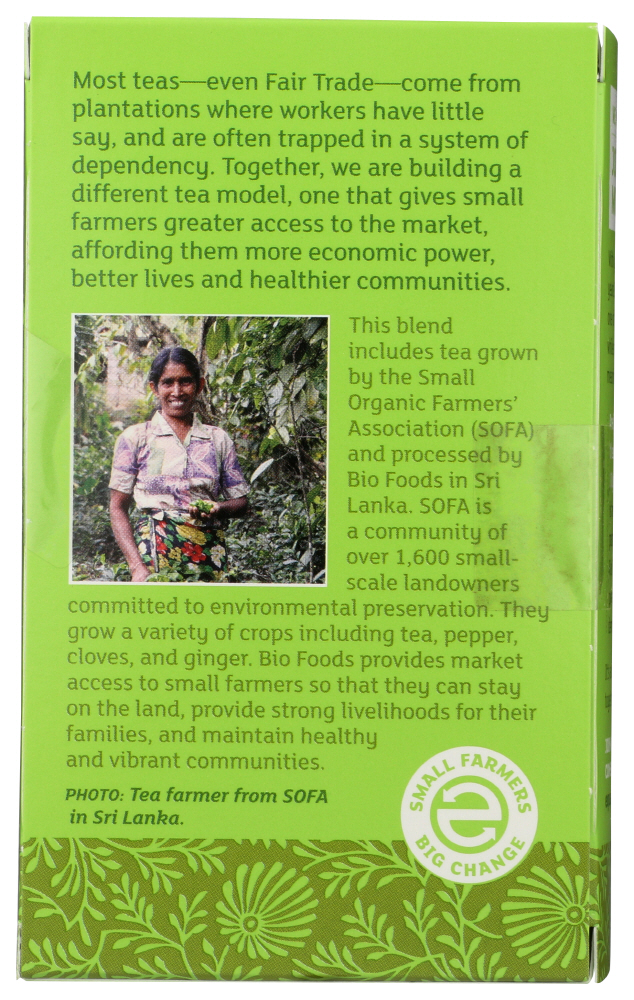 Most teas—even Fair Trade—come from
plantations where workers have little
say, and are often trapped in a system of
dependency. Together, we are building a
different tea model, one that gives small
farmers greater access to the market,
affording them more economic power,
better lives and healthier communities.
This blend
includes tea grown
by the Small
Organic Farmers'
Association (SOFA)
and processed by
Bio Foods in Sri
Lanka. SOFA is
a community of
over 1,600 small-
scale landowners
committed to environmental preservation. They
grow a variety of crops including tea, pepper,
cloves, and ginger. Bio Foods provides market
access to small farmers so that they can stay
on the land, provide strong livelihoods for their
families, and maintain healthy
and vibrant communities.
PHOTO: Tea farmer from SOFA
in Sri Lanka.
SMALL FARMERS
BIG CHANGE